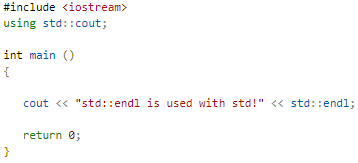 #include <iostream>
using std::cout;
int main ()
{
cout << "std::endl is used with std!" << std::endl;
return 0;
}